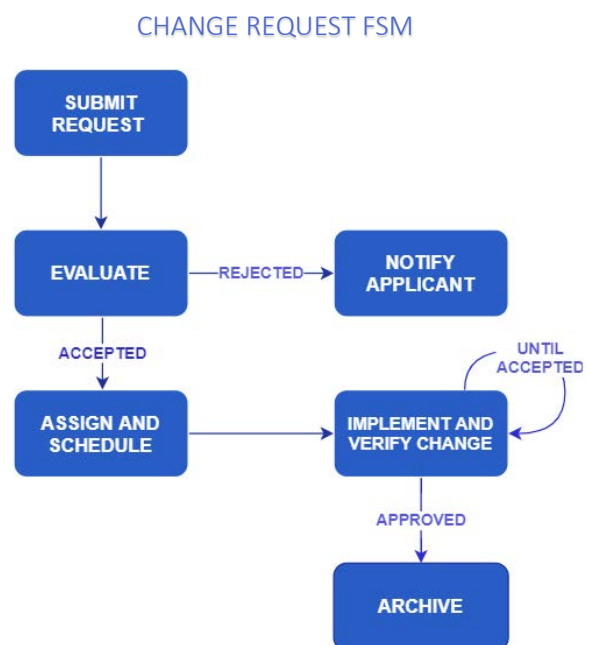 CHANGE REQUEST FSM
SUBMIT
REQUEST
EVALUATE
REJECTED
NOTIFY
APPLICANT
ACCEPTED
UNTIL
ACCEPTED
ASSIGN AND
SCHEDULE
IMPLEMENT AND
VERIFY CHANGE
APPROVED
ARCHIVE